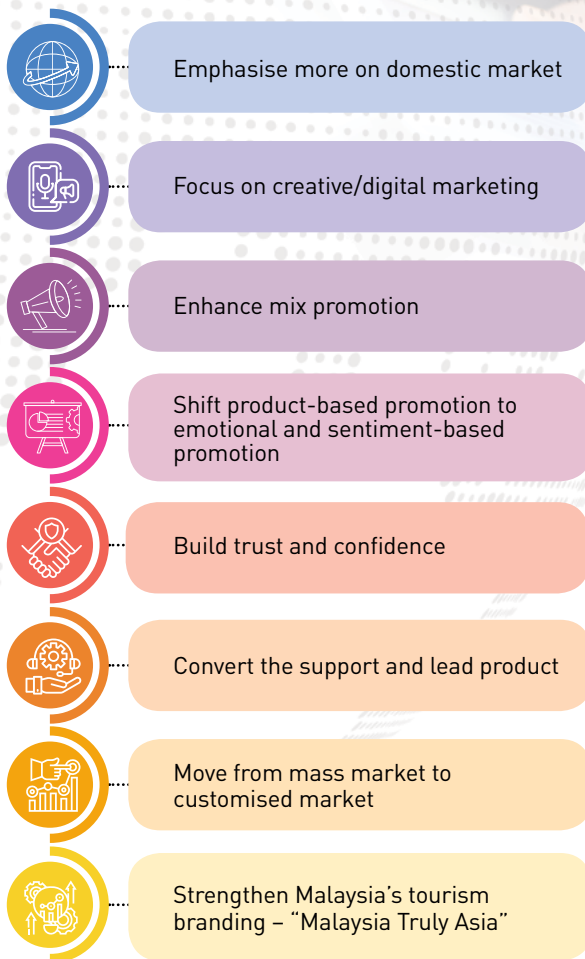 Emphasise more on domestic market
Focus on creative/digital marketing
Enhance mix promotion
Shift product-based promotion to
emotional and sentiment-based
promotion
Build trust and confidence
Convert the support and lead product
Move from mass market to
customised market
Strengthen Malaysia’s tourism
branding – “Malaysia Truly Asia”